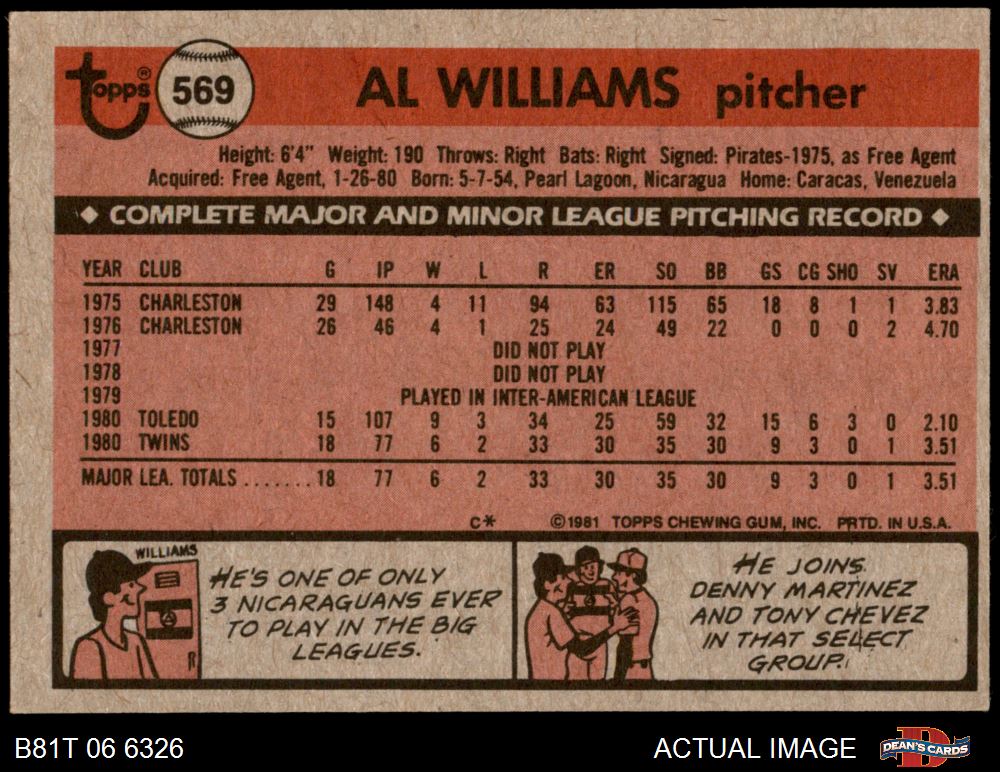 Topps® 569 AL WILLIAMS pitcher
Height: 6'4" Weight: 190 Throws: Right Bats: Right Signed: Pirates-1975, as Free Agent
Acquired: Free Agent, 1-26-80 Born: 5-7-54, Pearl Lagoon, Nicaragua Home: Caracas, Venezuela
◆ COMPLETE MAJOR AND MINOR LEAGUE PITCHING RECORD ◆
YEAR CLUB G IP W L R ER SO BB GS CG SHO SV ERA
1975 CHARLESTON 29 148 4 11 94 63 115 65 18 8 1 1 3.83
1976 CHARLESTON 26 46 4 1 25 24 49 22 0 0 0 2 4.70
1977 DID NOT PLAY
1978 DID NOT PLAY
1979 PLAYED IN INTER-AMERICAN LEAGUE
1980 TOLEDO 15 107 9 3 34 25 59 32 15 6 3 0 2.10
1980 TWINS 18 77 6 2 33 30 35 30 9 3 0 1 3.51
MAJOR LEA. TOTALS ....... 18 77 6 2 33 30 35 30 9 3 0 1 3.51
C* ©1981 TOPPS CHEWING GUM, INC. PRTD. IN U.S.A.
WILLIAMS
HE'S ONE OF ONLY
3 NICARAGUANS EVER
TO PLAY IN THE BIG
LEAGUES.
HE JOINS
DENNY MARTINEZ
AND TONY CHEVEZ
IN THAT SELECT
GROUP.
B81T 06 6326 ACTUAL IMAGE DEAN'S CARDS